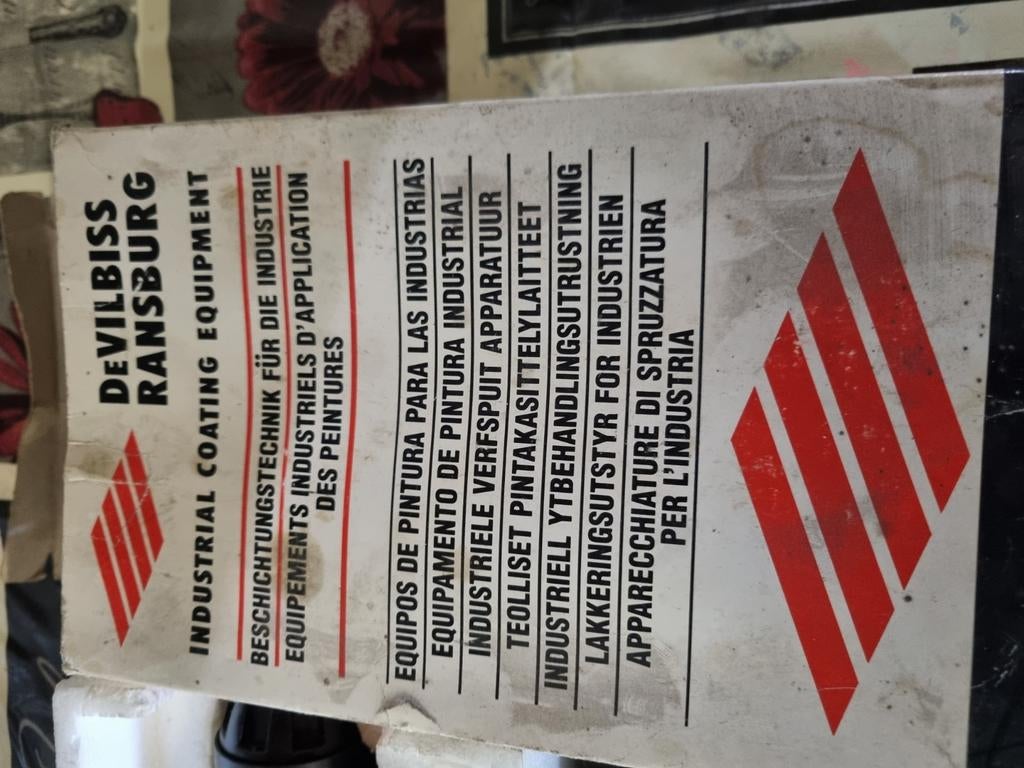 DeVILBISS
RANSBURG
INDUSTRIAL COATING EQUIPMENT
BESCHICHTUNGSTECHNIK FÜR DIE INDUSTRIE
EQUIPEMENTS INDUSTRIELS D'APPLICATION
DES PEINTURES
EQUIPOS DE PINTURA PARA LAS INDUSTRIAS
EQUIPAMENTO DE PINTURA INDUSTRIAL
INDUSTRIELE VERFSPUIT APPARATUUR
TEOLLISET PINTAKASITTELYLAITTEET
INDUSTRIELL YTBEHANDLINGSUTRUSTNING
LAKKERINGSUTSTYR FOR INDUSTRIEN
APPARECCHIATURE DI SPRUZZATURA
PER L'INDUSTRIA